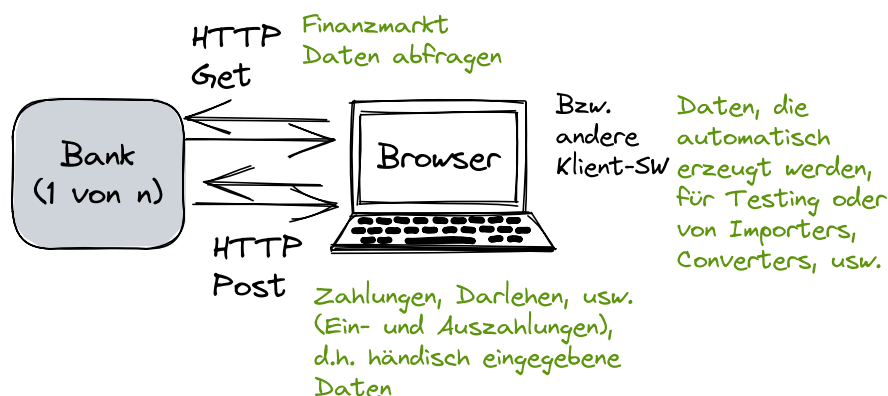 HTTP
Get
Finanzmarkt
Daten abfragen
Bank
(1 von n)
Browser
Bzw.
andere
Klient-SW
Daten, die
automatisch
erzeugt werden,
für Testing oder
von Importers,
Converters, usw.
HTTP
Post
Zahlungen, Darlehen, usw.
(Ein- und Auszahlungen),
d.h. händisch eingegebene
Daten